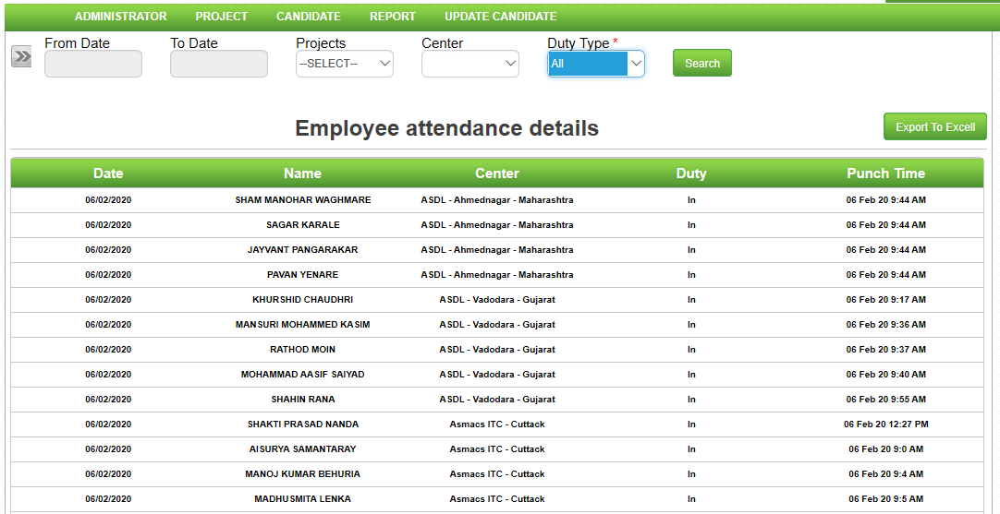 ADMINISTRATOR PROJECT CANDIDATE REPORT UPDATE CANDIDATE
From Date To Date Projects Center Duty Type *
--SELECT-- All Search
Employee attendance details
Export To Excell
Date Name Center Duty Punch Time
06/02/2020 SHAM MANOHAR WAGHMARE ASDL - Ahmednagar - Maharashtra In 06 Feb 20 9:44 AM
06/02/2020 SAGAR KARALE ASDL - Ahmednagar - Maharashtra In 06 Feb 20 9:44 AM
06/02/2020 JAYVANT PANGARAKAR ASDL - Ahmednagar - Maharashtra In 06 Feb 20 9:44 AM
06/02/2020 PAVAN YENARE ASDL - Ahmednagar - Maharashtra In 06 Feb 20 9:44 AM
06/02/2020 KHURSHID CHAUDHRI ASDL - Vadodara - Gujarat In 06 Feb 20 9:17 AM
06/02/2020 MANSURI MOHAMMED KASIM ASDL - Vadodara - Gujarat In 06 Feb 20 9:36 AM
06/02/2020 RATHOD MOIN ASDL - Vadodara - Gujarat In 06 Feb 20 9:37 AM
06/02/2020 MOHAMMAD AASIF SAIYAD ASDL - Vadodara - Gujarat In 06 Feb 20 9:40 AM
06/02/2020 SHAHIN RANA ASDL - Vadodara - Gujarat In 06 Feb 20 9:55 AM
06/02/2020 SHAKTI PRASAD NANDA Asmacs ITC - Cuttack In 06 Feb 20 12:27 PM
06/02/2020 AISURYA SAMANTARAY Asmacs ITC - Cuttack In 06 Feb 20 9:0 AM
06/02/2020 MANOJ KUMAR BEHURIA Asmacs ITC - Cuttack In 06 Feb 20 9:4 AM
06/02/2020 MADHUSMITA LENKA Asmacs ITC - Cuttack In 06 Feb 20 9:5 AM